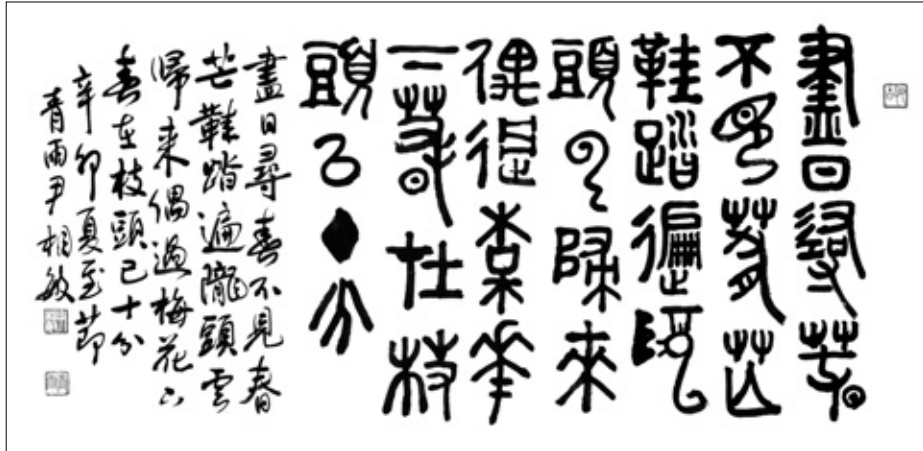 盡日尋春
不見春芒
鞋踏遍隴
頭雲歸來
偶過梅花
下春在枝
頭已十分
盡日尋春不見春
芒鞋踏遍隴頭雲
歸來偶過梅花下
春在枝頭已十分
辛卯夏至節
青雨尹相敏